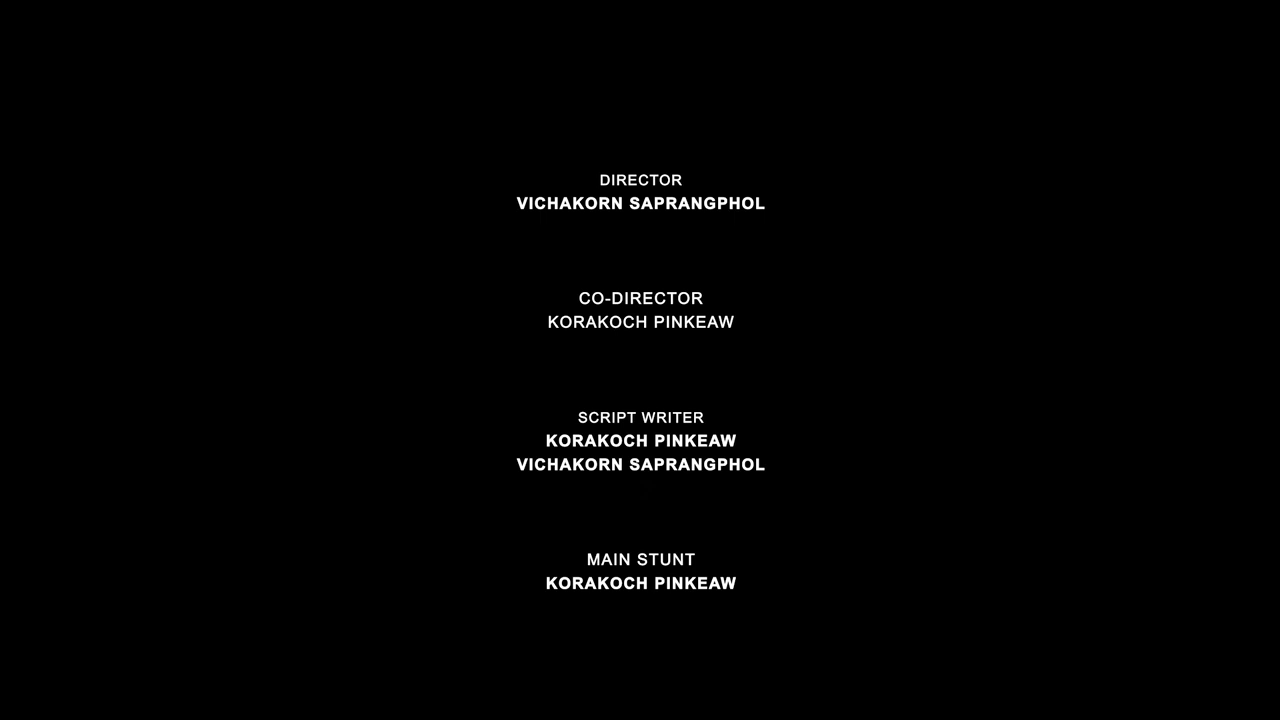 DIRECTOR
VICHAKORN SAPRANGPHOL
CO-DIRECTOR
KORAKOCH PINKEAW
SCRIPT WRITER
KORAKOCH PINKEAW
VICHAKORN SAPRANGPHOL
MAIN STUNT
KORAKOCH PINKEAW